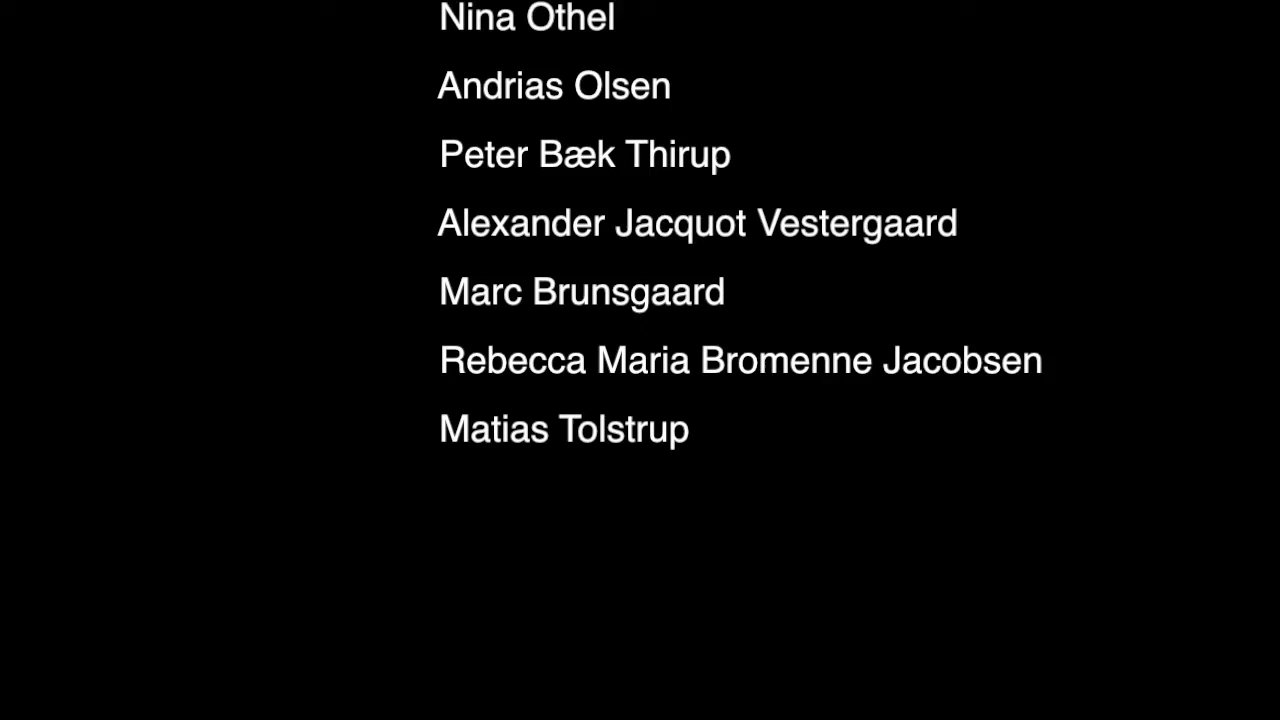 Nina Othel
Andrias Olsen
Peter Bæk Thirup
Alexander Jacquot Vestergaard
Marc Brunsgaard
Rebecca Maria Bromenne Jacobsen
Matias Tolstrup